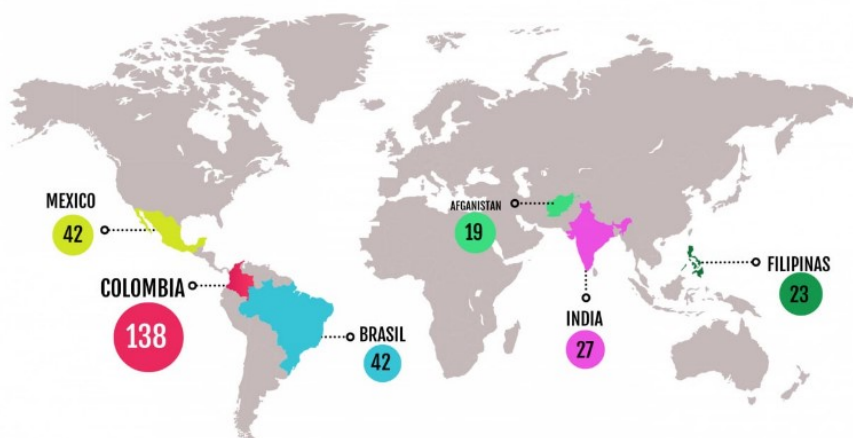 MEXICO
42
COLOMBIA
138
BRASIL
42
AFGANISTAN
19
INDIA
27
FILIPINAS
23